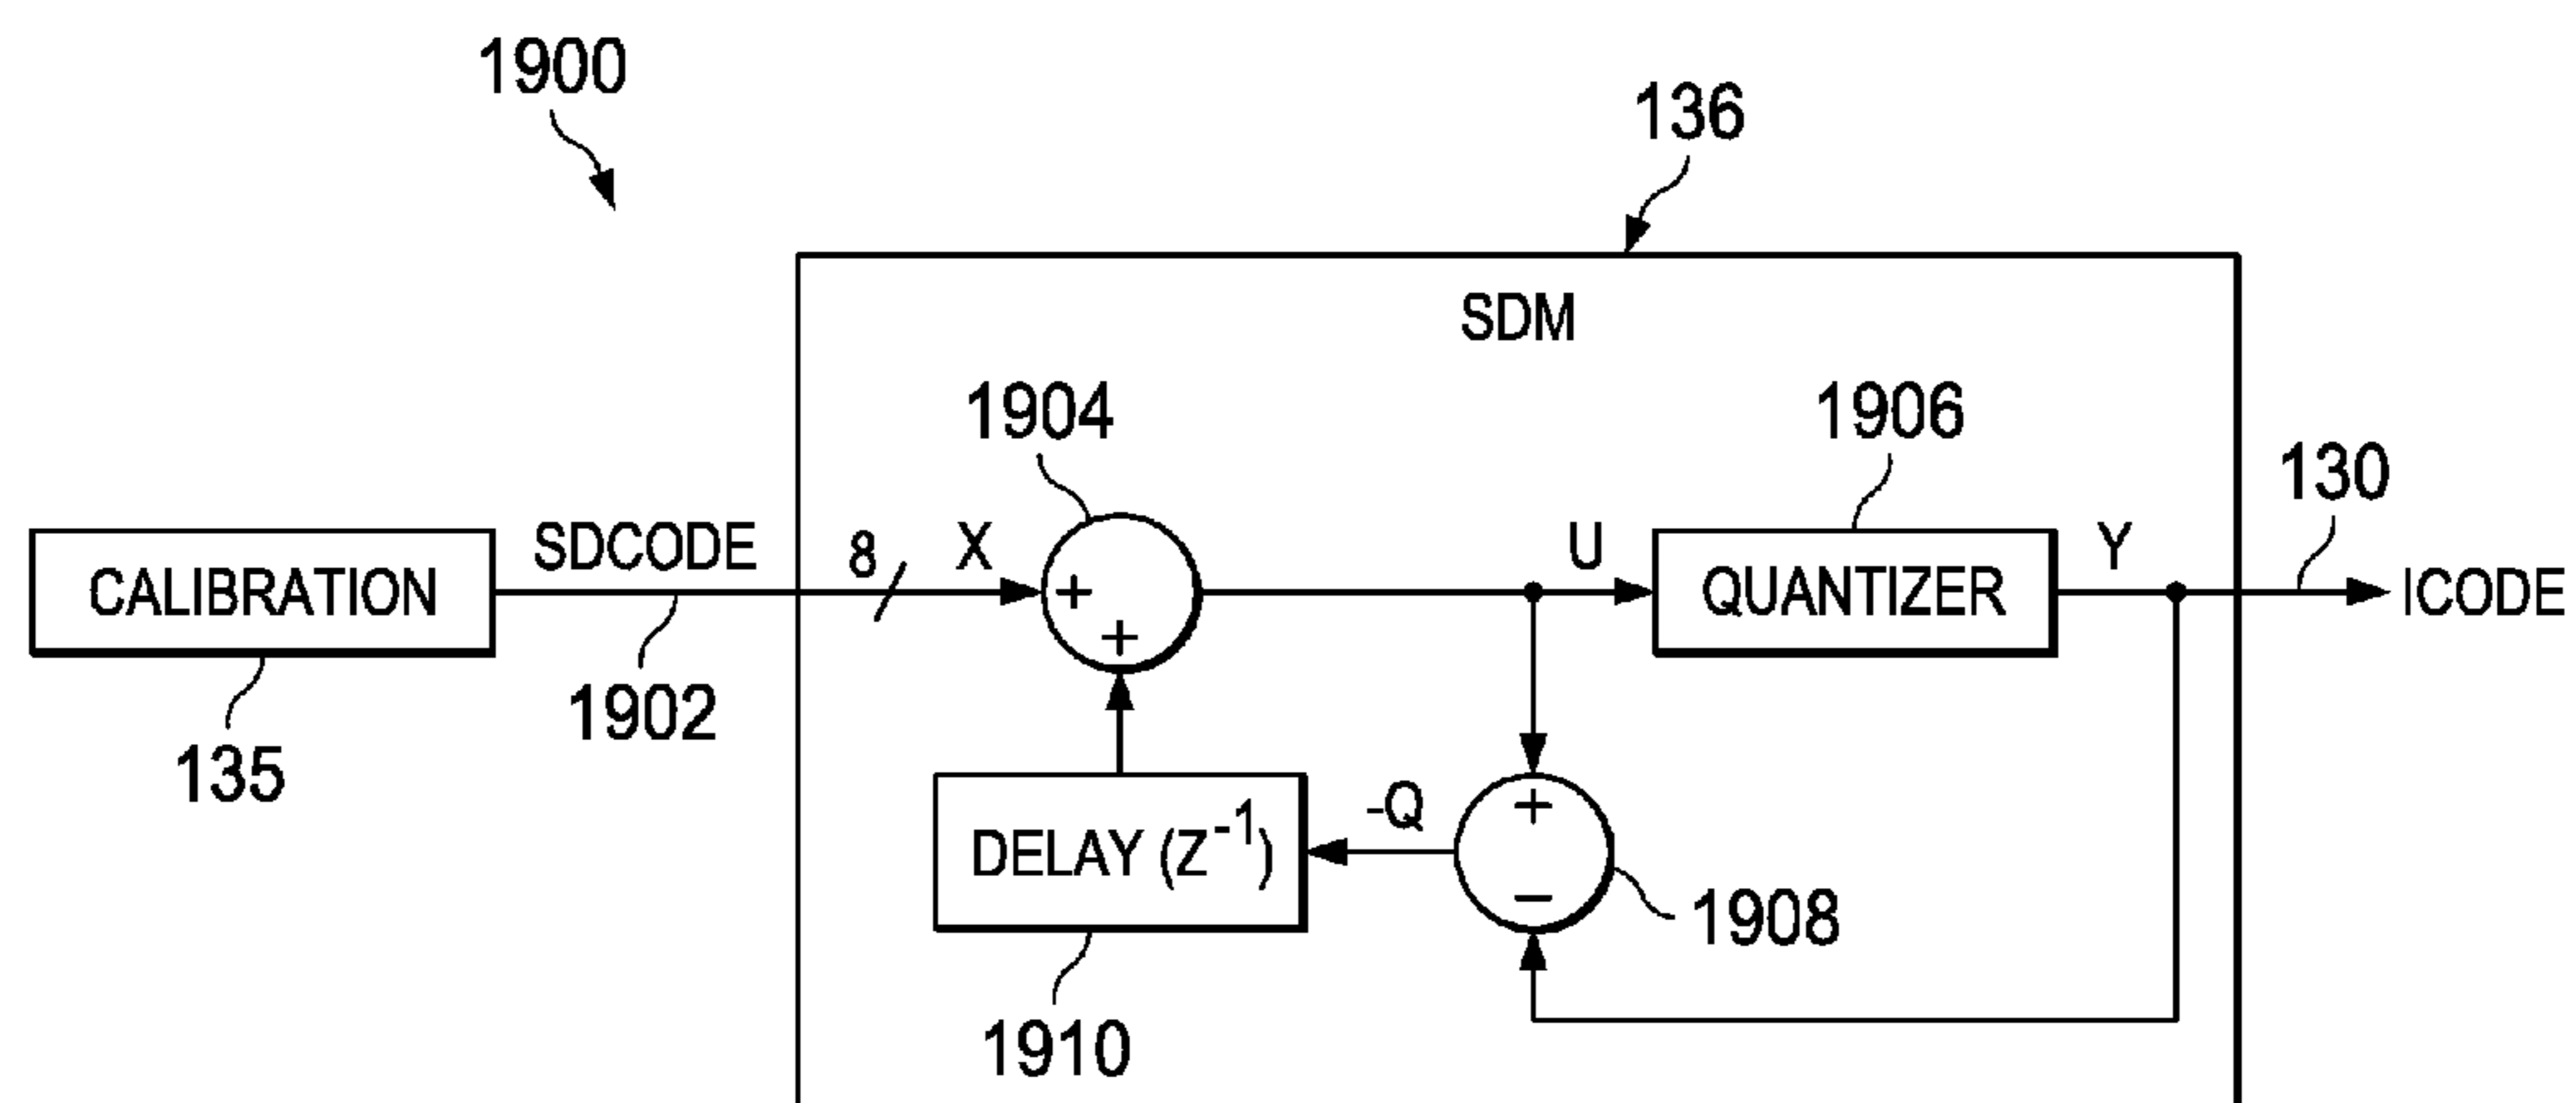 1900
136
SDM
1904
1906
130
CALIBRATION
SDCODE
8
X
+
+
U
QUANTIZER
Y
ICODE
135
1902
DELAY (Z⁻¹)
-Q
+
−
1908
1910